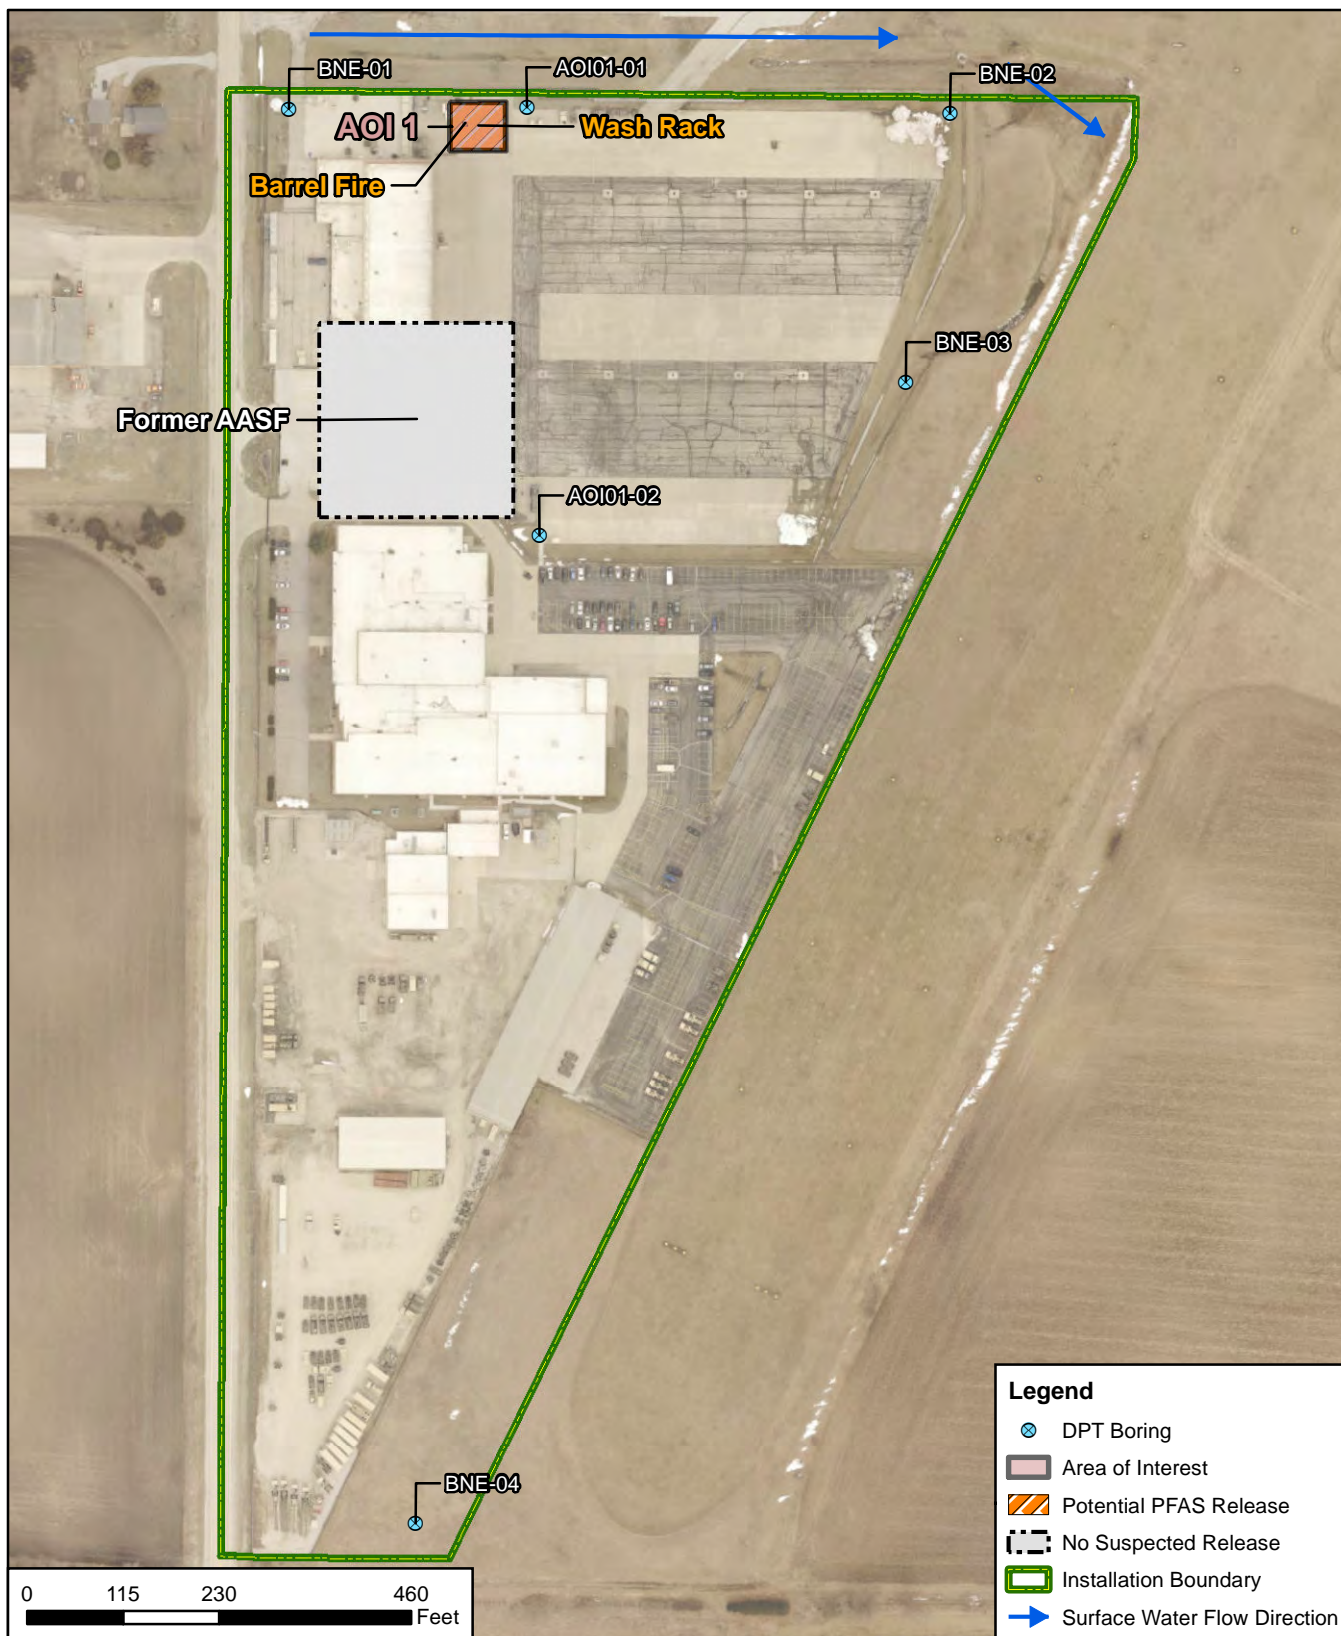 BNE-01
AOI01-01
BNE-02
AOI 1
Wash Rack
Barrel Fire
BNE-03
Former AASF
AOI01-02
BNE-04
Legend
DPT Boring
Area of Interest
Potential PFAS Release
No Suspected Release
Installation Boundary
Surface Water Flow Direction
0 115 230 460
Feet